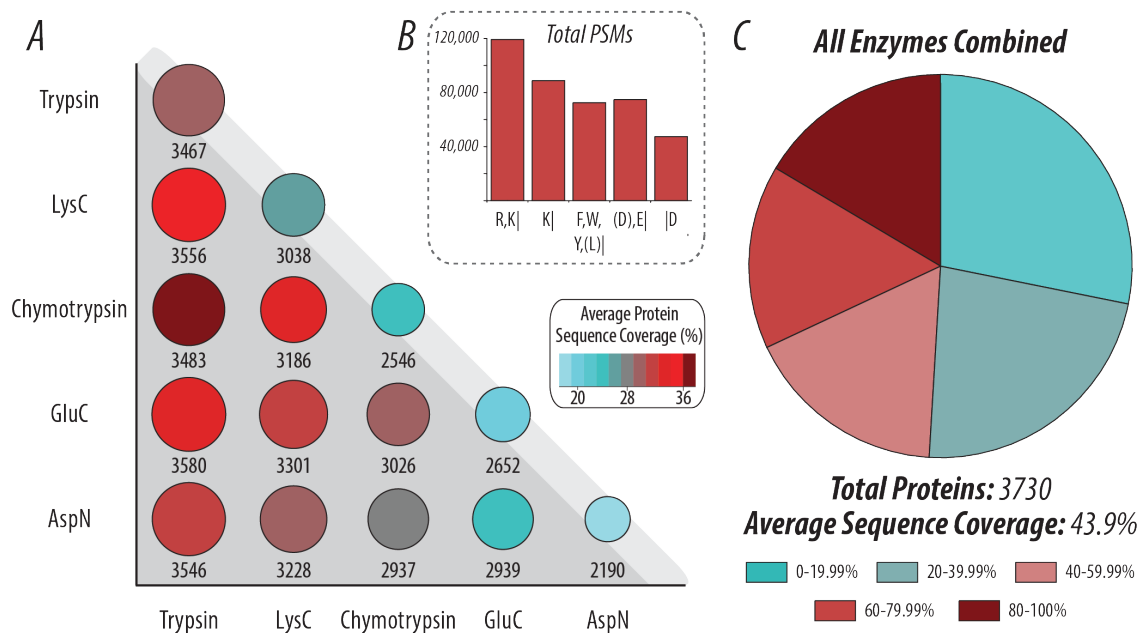 A
Trypsin
3467
LysC
3556 3038
Chymotrypsin
3483 3186 2546
GluC
3580 3301 3026 2652
AspN
3546 3228 2937 2939 2190
Trypsin LysC Chymotrypsin GluC AspN
B
Total PSMs
120,000
80,000
40,000
R,K| K| F,W, (D),E| |D
Y,(L)|
Average Protein
Sequence Coverage (%)
20 28 36
C
All Enzymes Combined
Total Proteins: 3730
Average Sequence Coverage: 43.9%
0-19.99% 20-39.99% 40-59.99%
60-79.99% 80-100%